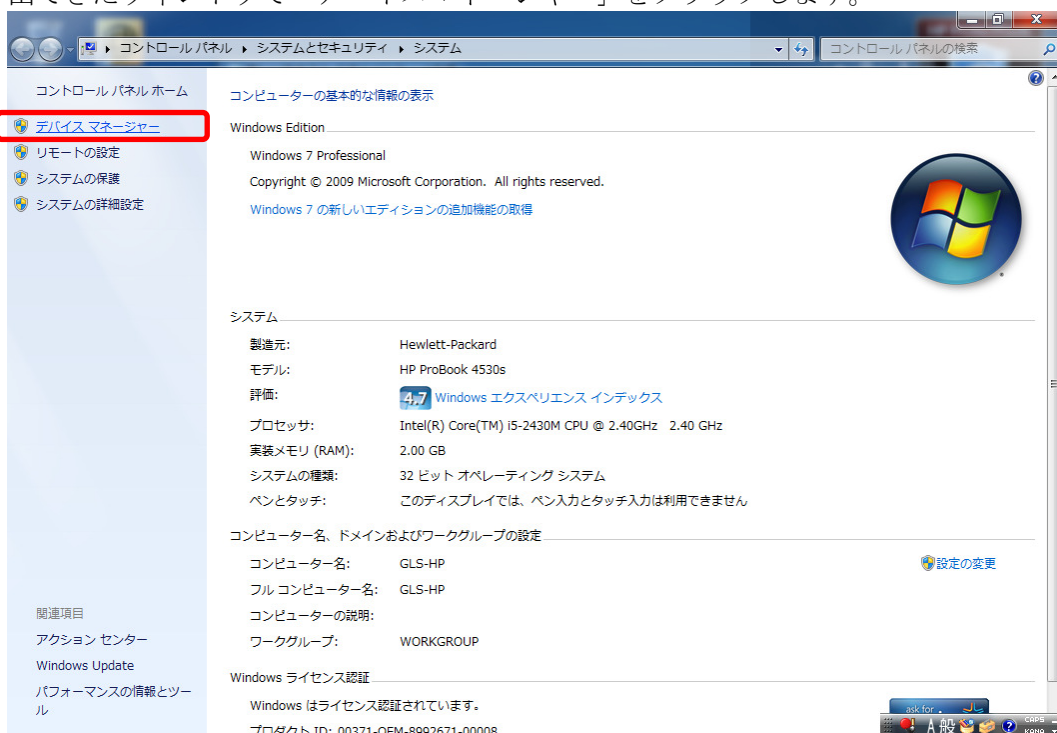 コントロール パネル ▸ システムとセキュリティ ▸ システム
コントロール パネルの検索
コントロール パネル ホーム
デバイス マネージャー
リモートの設定
システムの保護
システムの詳細設定
コンピューターの基本的な情報の表示
Windows Edition
Windows 7 Professional
Copyright © 2009 Microsoft Corporation. All rights reserved.
Windows 7 の新しいエディションの追加機能の取得
システム
製造元: Hewlett-Packard
モデル: HP ProBook 4530s
評価: 4.7 Windows エクスペリエンス インデックス
プロセッサ: Intel(R) Core(TM) i5-2430M CPU @ 2.40GHz 2.40 GHz
実装メモリ (RAM): 2.00 GB
システムの種類: 32 ビット オペレーティング システム
ペンとタッチ: このディスプレイでは、ペン入力とタッチ入力は利用できません
コンピューター名、ドメインおよびワークグループの設定
コンピューター名: GLS-HP
設定の変更
フル コンピューター名: GLS-HP
コンピューターの説明:
ワークグループ: WORKGROUP
Windows ライセンス認証
Windows はライセンス認証されています。
プロダクト ID: 00371-OEM-8992671-00008
関連項目
アクション センター
Windows Update
パフォーマンスの情報とツー
ル
ask for
A 般
CAPS
KANA